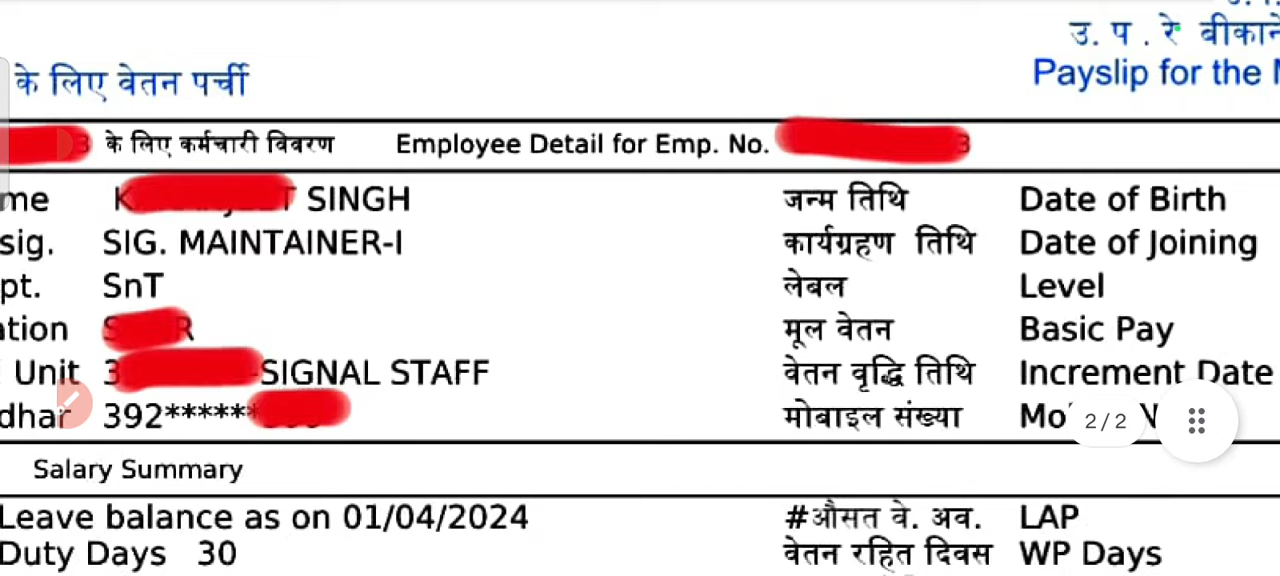 उ. प . रे बीकाने
के लिए वेतन पर्ची
Payslip for the
के लिए कर्मचारी विवरण Employee Detail for Emp. No. 3
me K SINGH जन्म तिथि Date of Birth
sig. SIG. MAINTAINER-I कार्यग्रहण तिथि Date of Joining
pt. SnT लेबल Level
ation S R मूल वेतन Basic Pay
Unit 3 SIGNAL STAFF वेतन वृद्धि तिथि Increment Date
dhar 392****** मोबाइल संख्या Mo
2/2
Salary Summary
Leave balance as on 01/04/2024 #औसत वे. अव. LAP
Duty Days 30 वेतन रहित दिवस WP Days